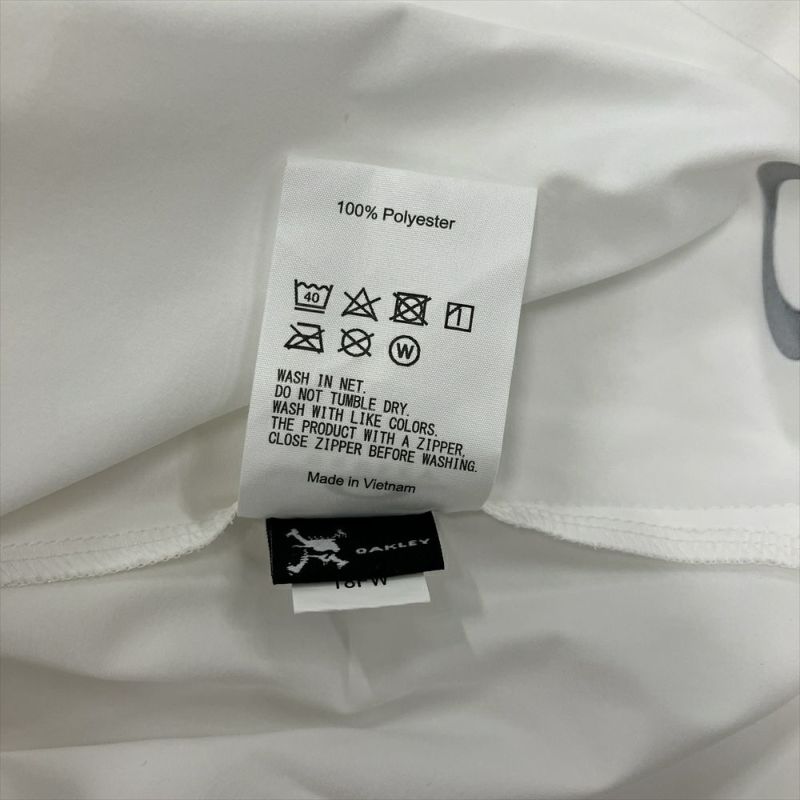 100% Polyester
40
W
WASH IN NET.
DO NOT TUMBLE DRY.
WASH WITH LIKE COLORS.
THE PRODUCT WITH A ZIPPER,
CLOSE ZIPPER BEFORE WASHING.
Made in Vietnam
OAKLEY